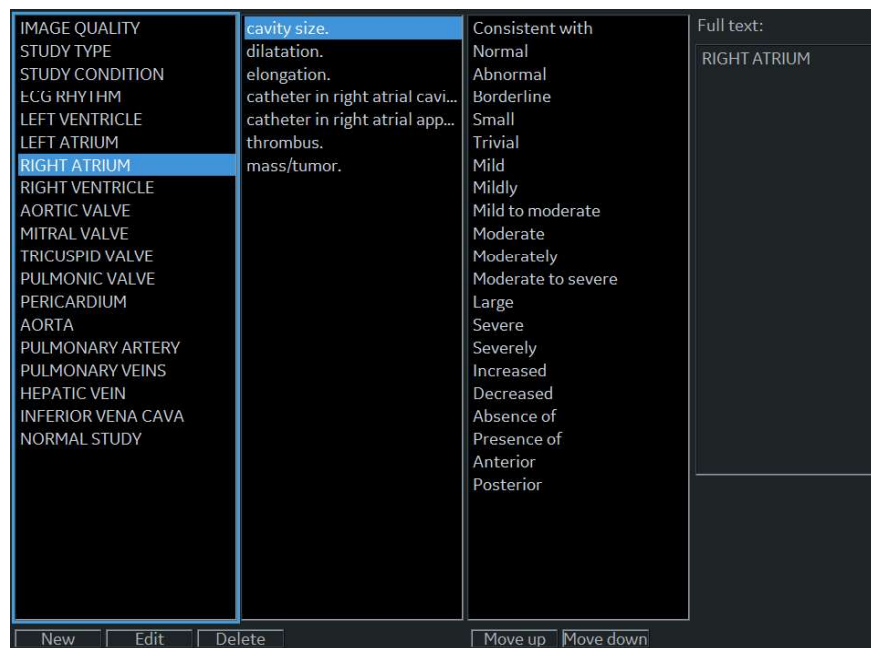 IMAGE QUALITY
STUDY TYPE
STUDY CONDITION
ECG RHYTHM
LEFT VENTRICLE
LEFT ATRIUM
RIGHT ATRIUM
RIGHT VENTRICLE
AORTIC VALVE
MITRAL VALVE
TRICUSPID VALVE
PULMONIC VALVE
PERICARDIUM
AORTA
PULMONARY ARTERY
PULMONARY VEINS
HEPATIC VEIN
INFERIOR VENA CAVA
NORMAL STUDY
cavity size.
dilatation.
elongation.
catheter in right atrial cavi...
catheter in right atrial app...
thrombus.
mass/tumor.
Consistent with
Normal
Abnormal
Borderline
Small
Trivial
Mild
Mildly
Mild to moderate
Moderate
Moderately
Moderate to severe
Large
Severe
Severely
Increased
Decreased
Absence of
Presence of
Anterior
Posterior
Full text:
RIGHT ATRIUM
New Edit Delete Move up Move down